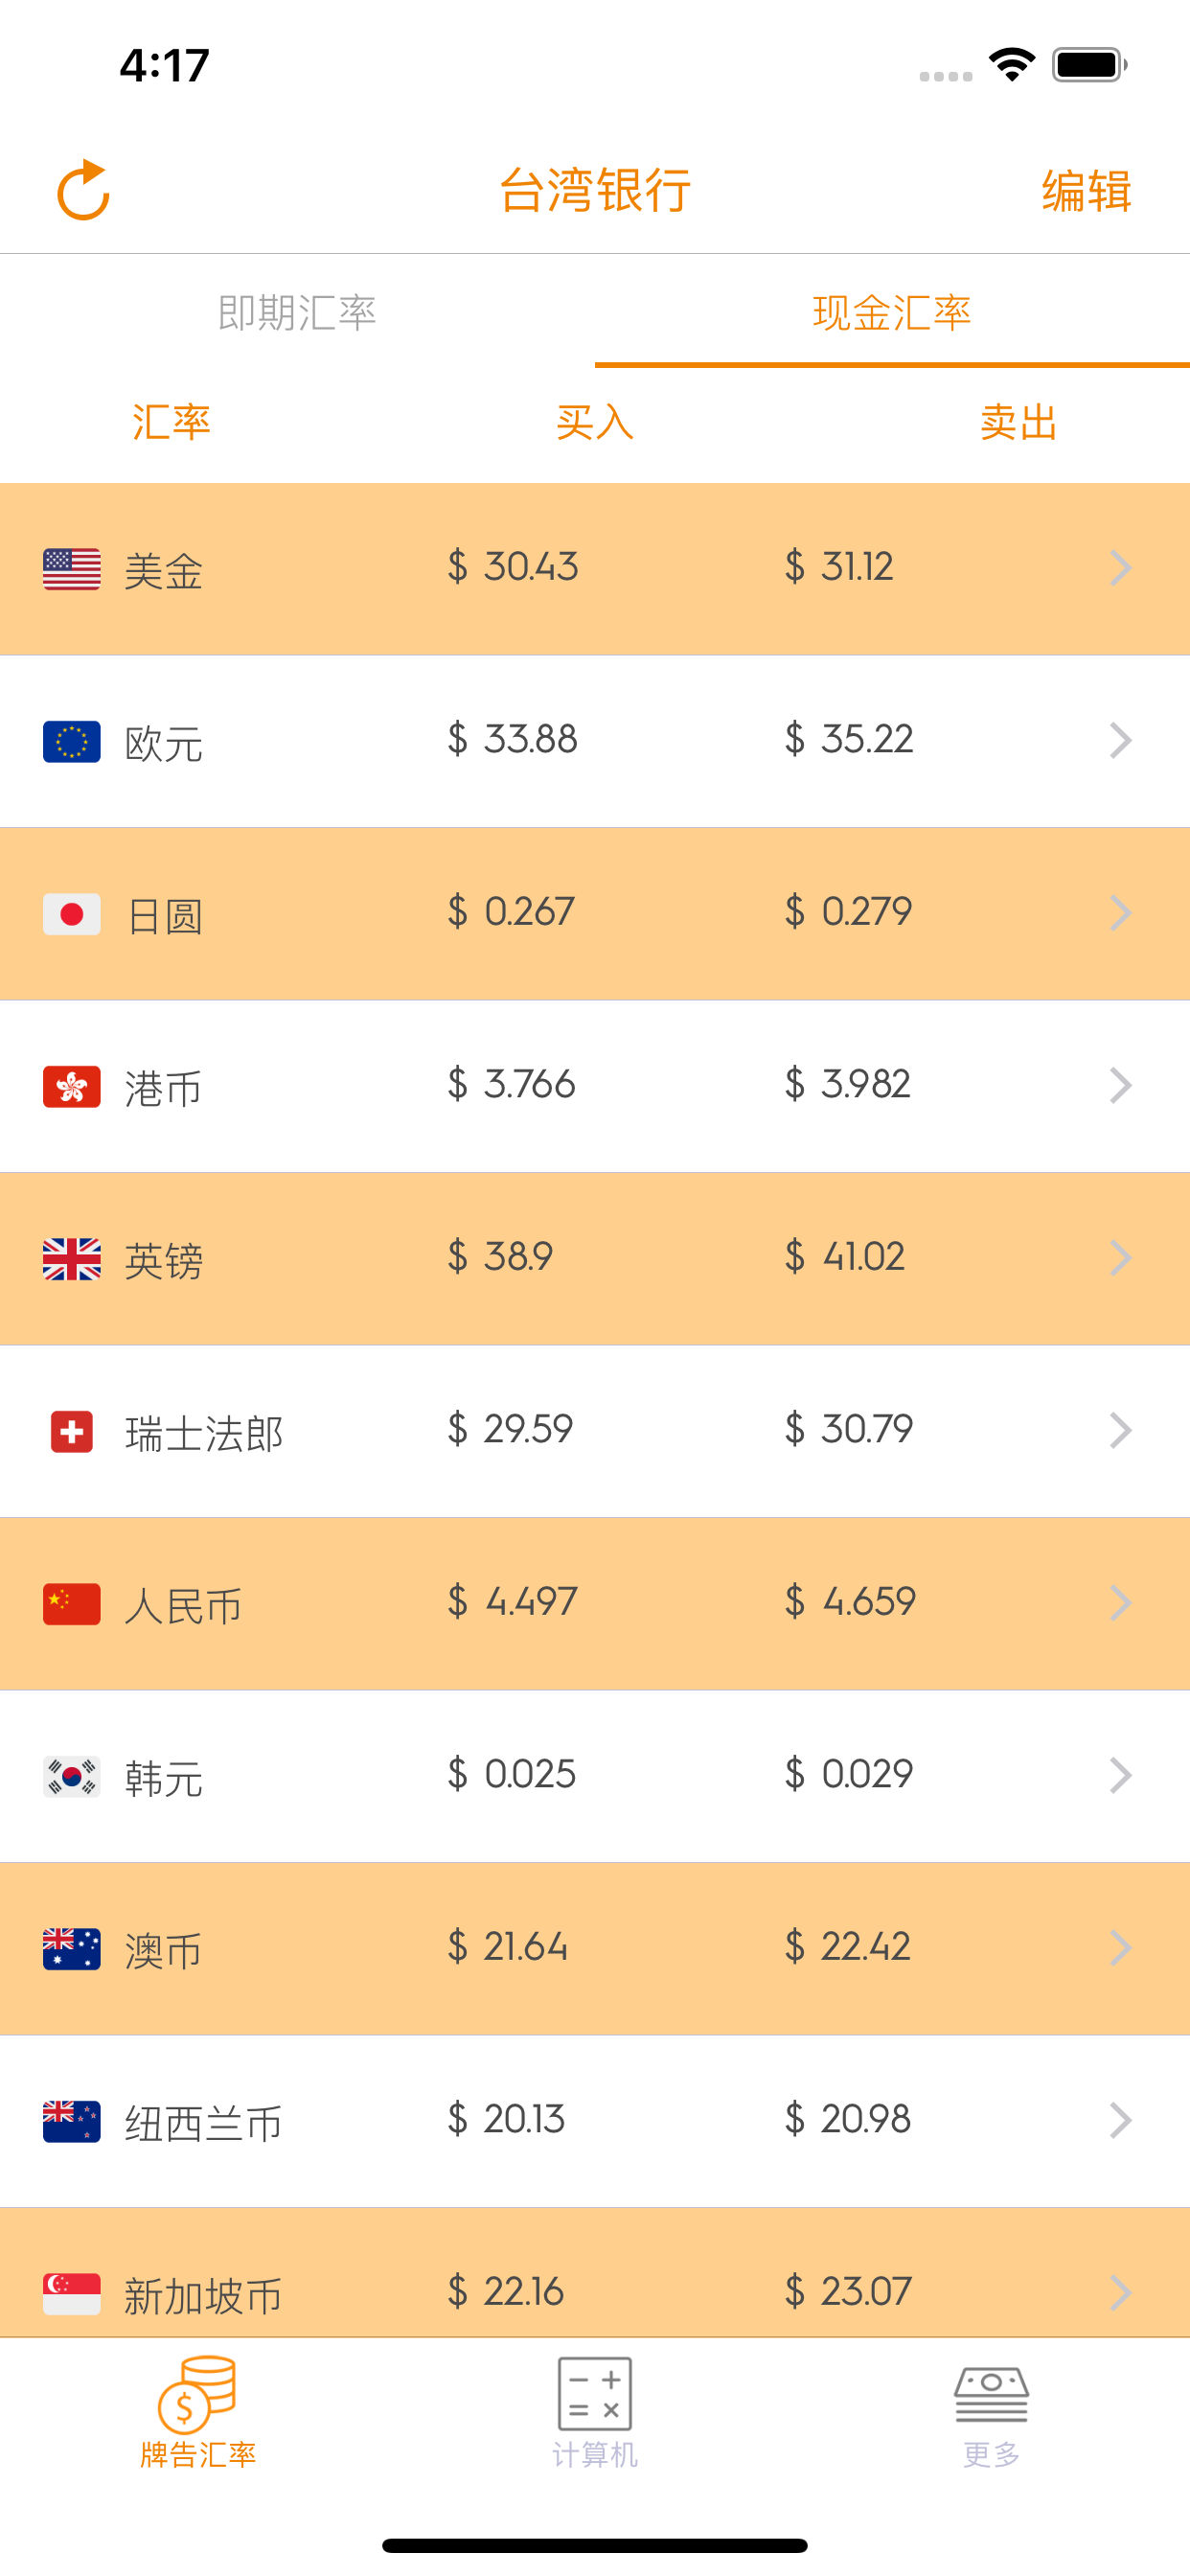 4:17
台湾银行
编辑
即期汇率 现金汇率
汇率 买入 卖出
美金 $ 30.43 $ 31.12
欧元 $ 33.88 $ 35.22
日圆 $ 0.267 $ 0.279
港币 $ 3.766 $ 3.982
英镑 $ 38.9 $ 41.02
瑞士法郎 $ 29.59 $ 30.79
人民币 $ 4.497 $ 4.659
韩元 $ 0.025 $ 0.029
澳币 $ 21.64 $ 22.42
纽西兰币 $ 20.13 $ 20.98
新加坡币 $ 22.16 $ 23.07
牌告汇率 计算机 更多